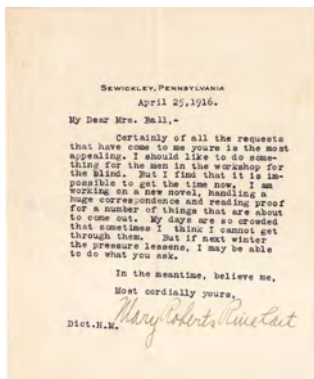 SEWICKLEY, PENNSYLVANIA
April 25, 1916.
My Dear Mrs. Ball,-
Certainly of all the requests
that have come to me yours is the most
appealing. I should like to do some-
thing for the men in the workshop for
the blind. But I find that it is im-
possible to get the time now. I am
working on a new novel, handling a
huge correspondence and reading proof
for a number of things that are about
to come out. My days are so crowded
that sometimes I think I cannot get
through them. But if next winter
the pressure lessens, I may be able
to do what you ask.
In the meantime, believe me,
Most cordially yours,
Mary Roberts Rinehart
Dict.H.M.